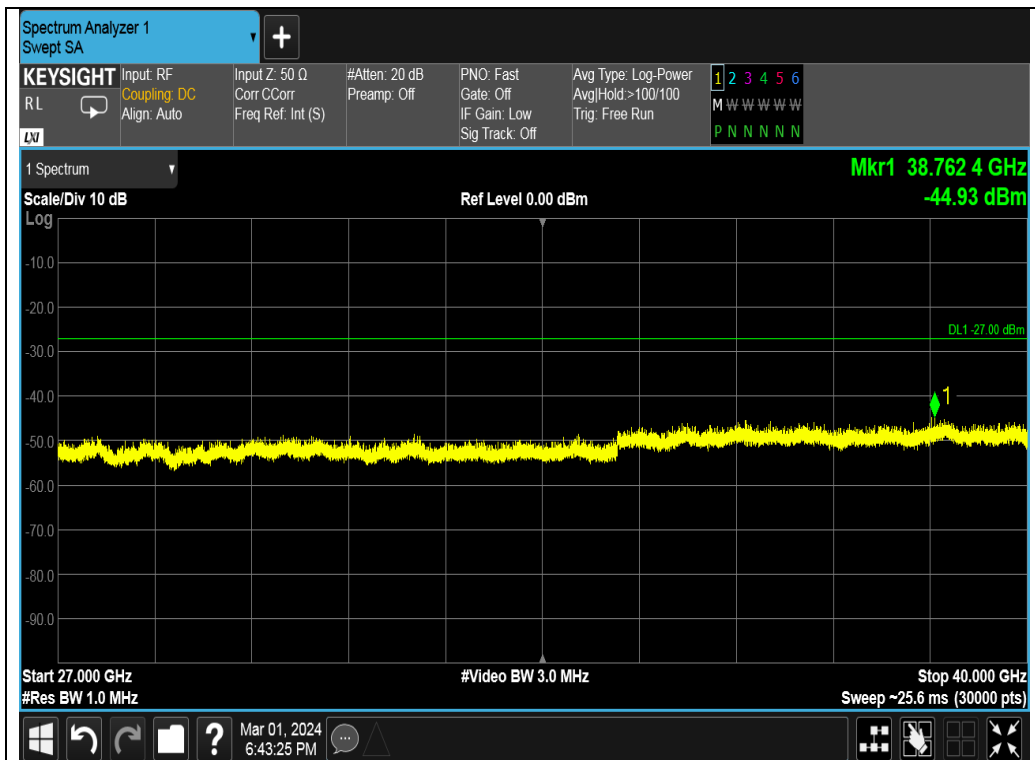 Spectrum Analyzer 1
Swept SA
KEYSIGHT
RL
LXI
Input: RF
Coupling: DC
Align: Auto
Input Z: 50 Ω
Corr CCorr
Freq Ref: Int (S)
#Atten: 20 dB
Preamp: Off
PNO: Fast
Gate: Off
IF Gain: Low
Sig Track: Off
Avg Type: Log-Power
Avg|Hold:>100/100
Trig: Free Run
1 2 3 4 5 6
M W W W W W
P N N N N N
1 Spectrum
Mkr1 38.762 4 GHz
-44.93 dBm
Scale/Div 10 dB
Ref Level 0.00 dBm
Log
-10.0
-20.0
DL1 -27.00 dBm
-30.0
-40.0
1
-50.0
-60.0
-70.0
-80.0
-90.0
Start 27.000 GHz
#Video BW 3.0 MHz
Stop 40.000 GHz
#Res BW 1.0 MHz
Sweep ~25.6 ms (30000 pts)
Mar 01, 2024
6:43:25 PM